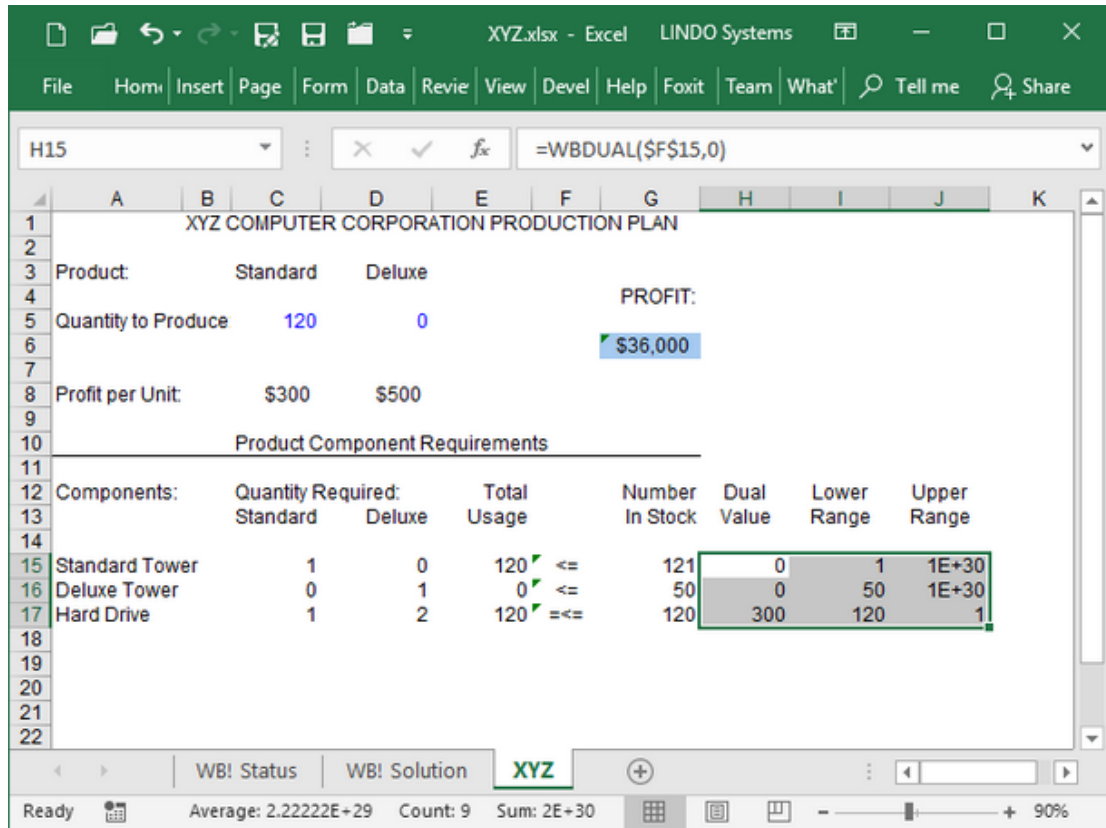 XYZ.xlsx - Excel LINDO Systems
File Home Insert Page Form Data Revie View Devel Help Foxit Team What' Tell me Share
H15 fx =WBDUAL($F$15,0)
A B C D E F G H I J K
1 XYZ COMPUTER CORPORATION PRODUCTION PLAN
2
3 Product: Standard Deluxe
4 PROFIT:
5 Quantity to Produce 120 0
6 $36,000
7
8 Profit per Unit: $300 $500
9
10 Product Component Requirements
11
12 Components: Quantity Required: Total Number Dual Lower Upper
13 Standard Deluxe Usage In Stock Value Range Range
14
15 Standard Tower 1 0 120 <= 121 0 1 1E+30
16 Deluxe Tower 0 1 0 <= 50 0 50 1E+30
17 Hard Drive 1 2 120 =<= 120 300 120 1
18
19
20
21
22
WB! Status WB! Solution XYZ
Ready Average: 2.22222E+29 Count: 9 Sum: 2E+30 90%